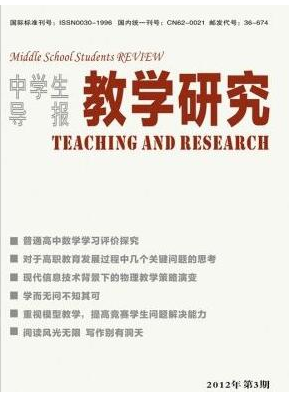 国际标准刊号：ISSN0030-1996 国内统一刊号：CN62-0021 邮发代号：36-674
Middle School Students REVIEW
中学生
导报
教学研究
TEACHING AND RESEARCH
普通高中数学学习评价探究
对于高职教育发展过程中几个关键问题的思考
现代信息技术背景下的物理教学策略演变
学而无问不知其可
重视模型教学，提高竞赛学生问题解决能力
阅读风光无限 写作别有洞天
2012年 第3期